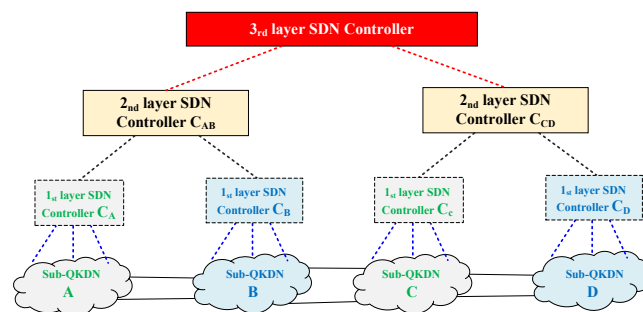 3rd layer SDN Controller
2nd layer SDN
Controller CAB
2nd layer SDN
Controller CCD
1st layer SDN
Controller CA
1st layer SDN
Controller CB
1st layer SDN
Controller Cc
1st layer SDN
Controller CD
Sub-QKDN
A
Sub-QKDN
B
Sub-QKDN
C
Sub-QKDN
D